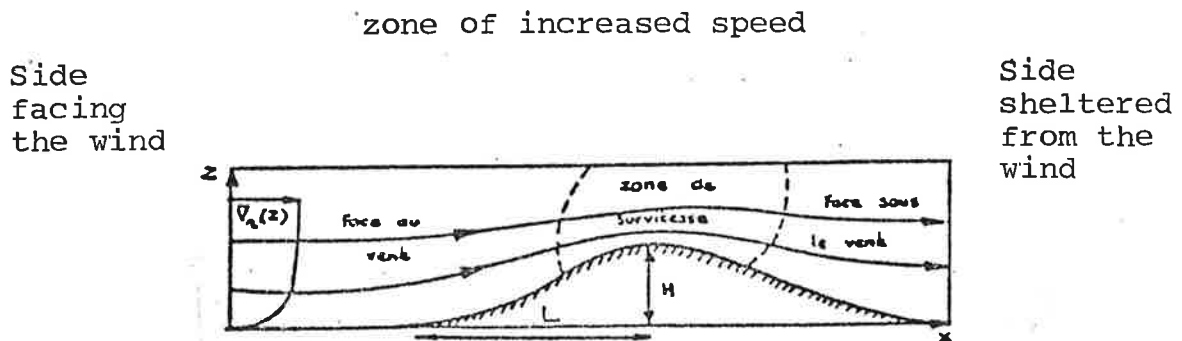 zone of increased speed
Side
facing
the wind
Side
sheltered
from the
wind
z
V̄₂(z)
Face au
vent
zone de
survitesse
Face sous
le vent
H
L
x